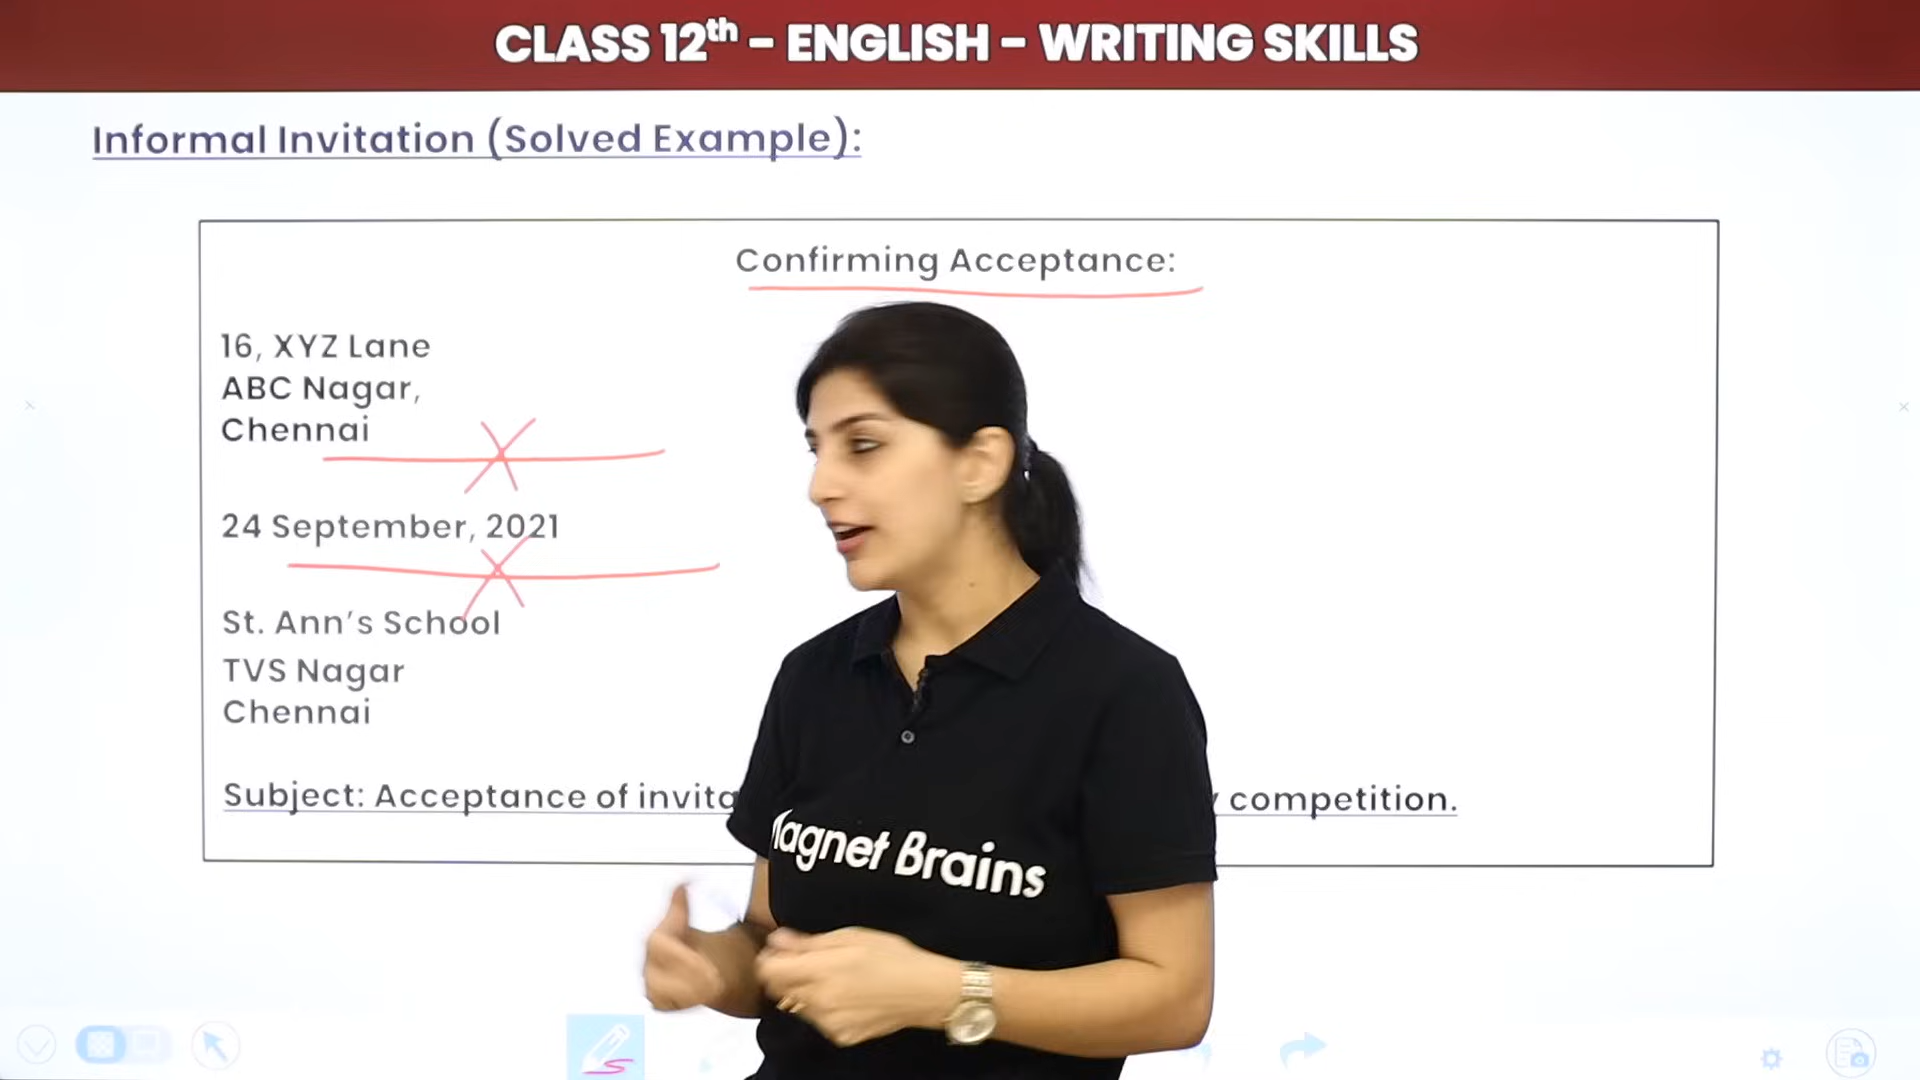 CLASS 12th - ENGLISH - WRITING SKILLS
Informal Invitation (Solved Example):
Confirming Acceptance:
16, XYZ Lane
ABC Nagar,
Chennai
24 September, 2021
St. Ann's School
TVS Nagar
Chennai
Subject: Acceptance of competition.
Magnet Brains